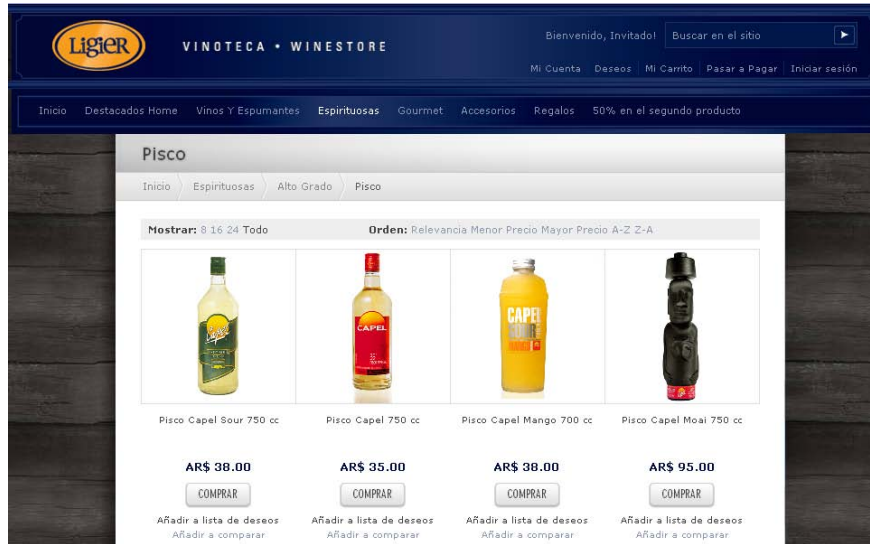 LIGIER
VINOTECA • WINESTORE
Bienvenido, Invitado!
Buscar en el sitio
Mi Cuenta Deseos Mi Carrito Pasar a Pagar Iniciar sesión
Inicio Destacados Home Vinos Y Espumantes Espirituosas Gourmet Accesorios Regalos 50% en el segundo producto
Pisco
Inicio Espirituosas Alto Grado Pisco
Mostrar: 8 16 24 Todo
Orden: Relevancia Menor Precio Mayor Precio A-Z Z-A
Capel
CAPEL
CAPEL
SOUR
Pisco Capel Sour 750 cc
Pisco Capel 750 cc
Pisco Capel Mango 700 cc
Pisco Capel Moai 750 cc
AR$ 38.00
AR$ 35.00
AR$ 38.00
AR$ 95.00
COMPRAR
COMPRAR
COMPRAR
COMPRAR
Añadir a lista de deseos
Añadir a lista de deseos
Añadir a lista de deseos
Añadir a lista de deseos
Añadir a comparar
Añadir a comparar
Añadir a comparar
Añadir a comparar